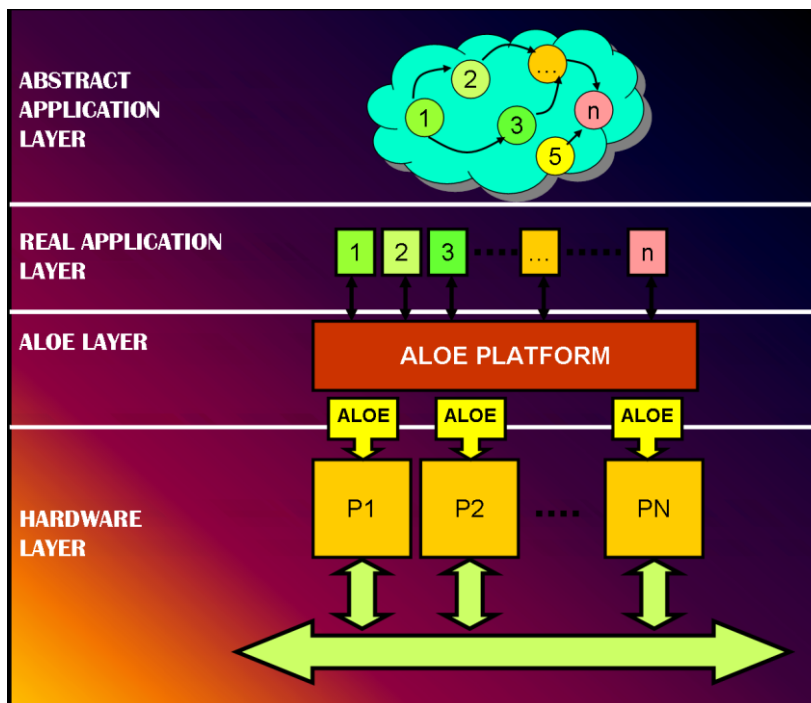 ABSTRACT
APPLICATION
LAYER
1
2
...
3
n
5
REAL APPLICATION
LAYER
1 2 3 ... n
ALOE LAYER
ALOE PLATFORM
ALOE ALOE ALOE
HARDWARE
LAYER
P1 P2 PN